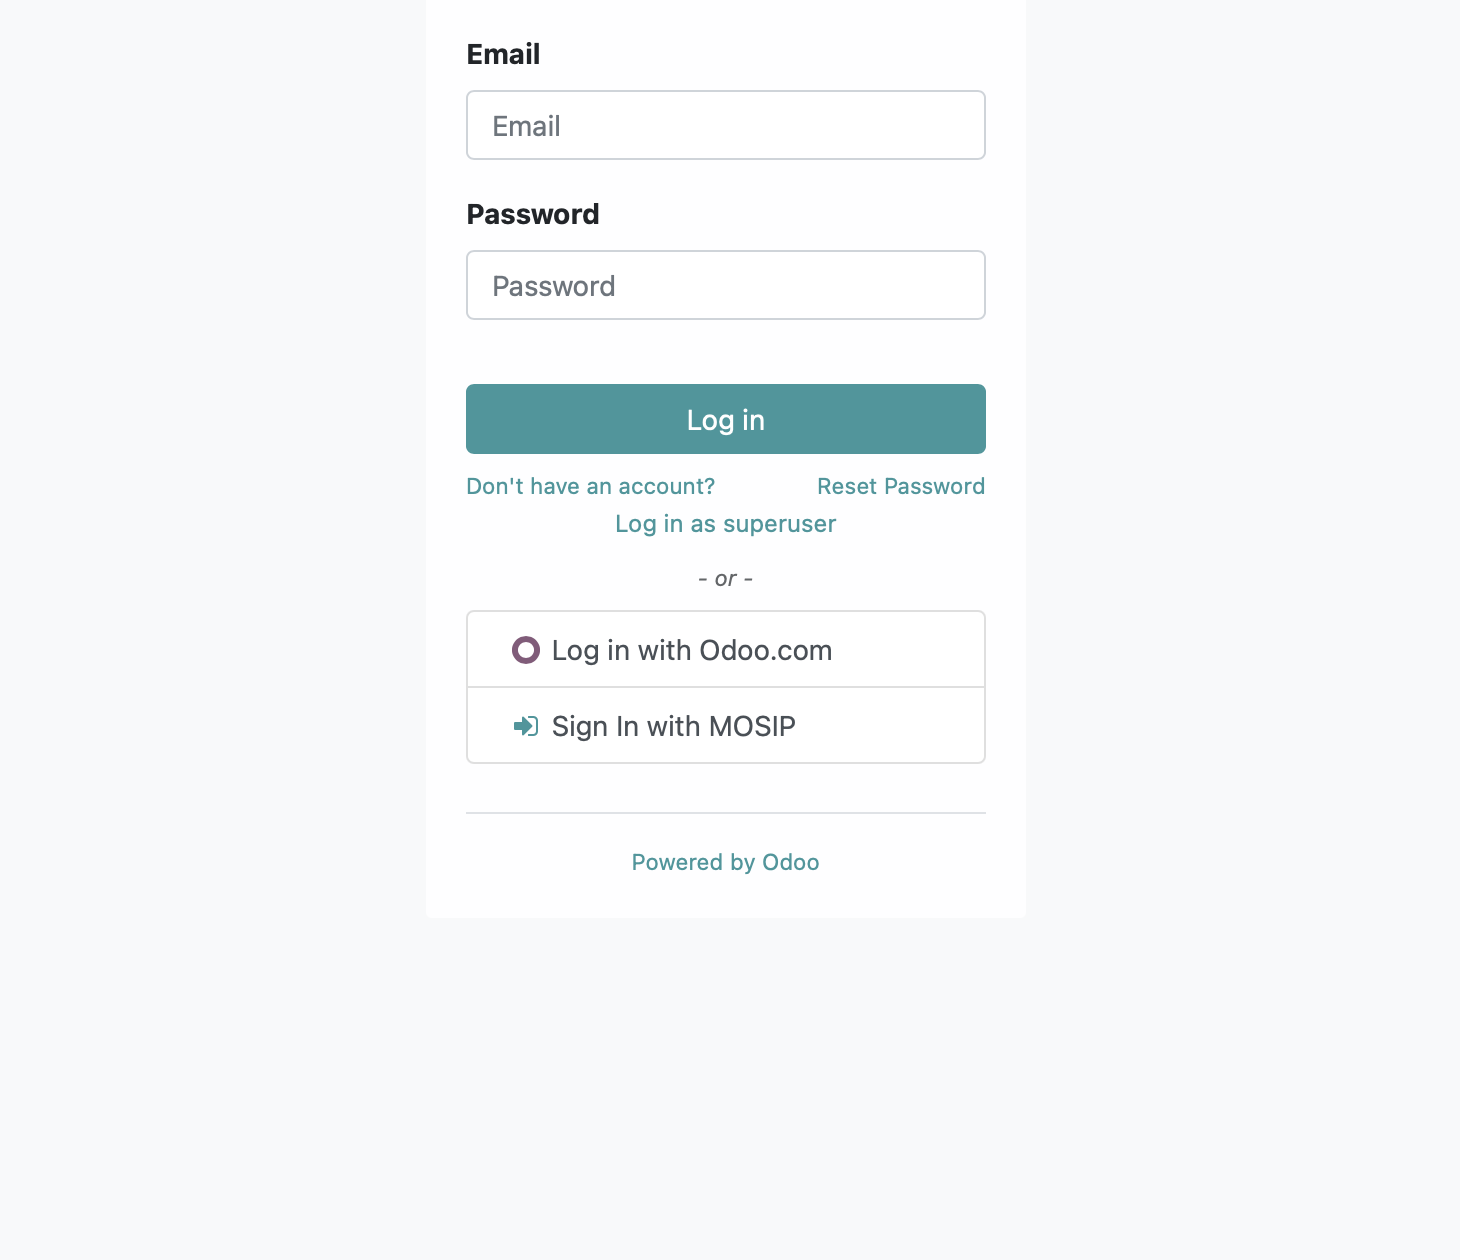 Email
Email
Password
Password
Log in
Don't have an account? Reset Password
Log in as superuser
- or -
Log in with Odoo.com
Sign In with MOSIP
Powered by Odoo